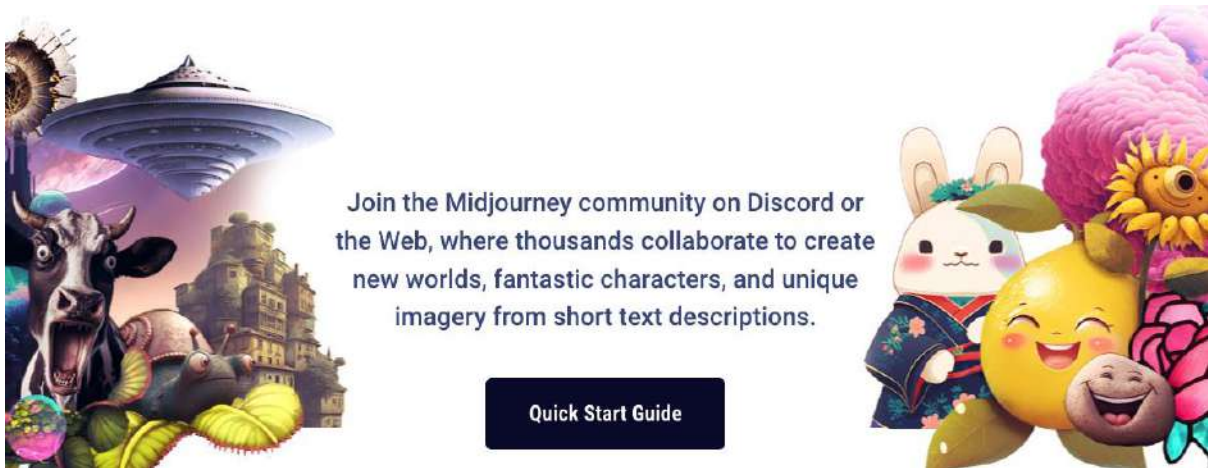 Join the Midjourney community on Discord or
the Web, where thousands collaborate to create
new worlds, fantastic characters, and unique
imagery from short text descriptions.
Quick Start Guide